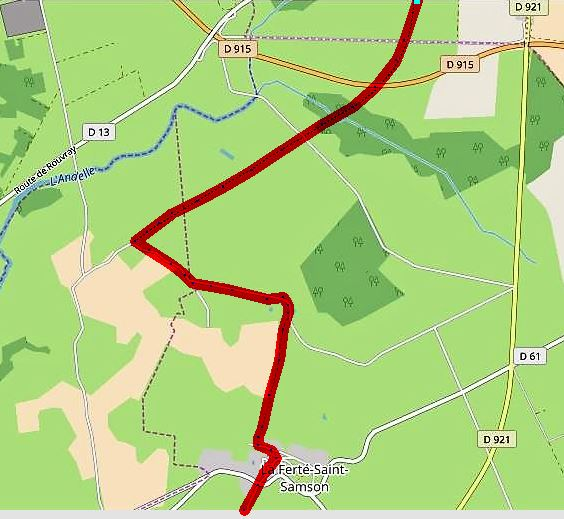 D 921
D 915
D 915
D 13
Route de Rouvray
L'Andelle
D 61
D 921
La Ferté-Saint-
Samson